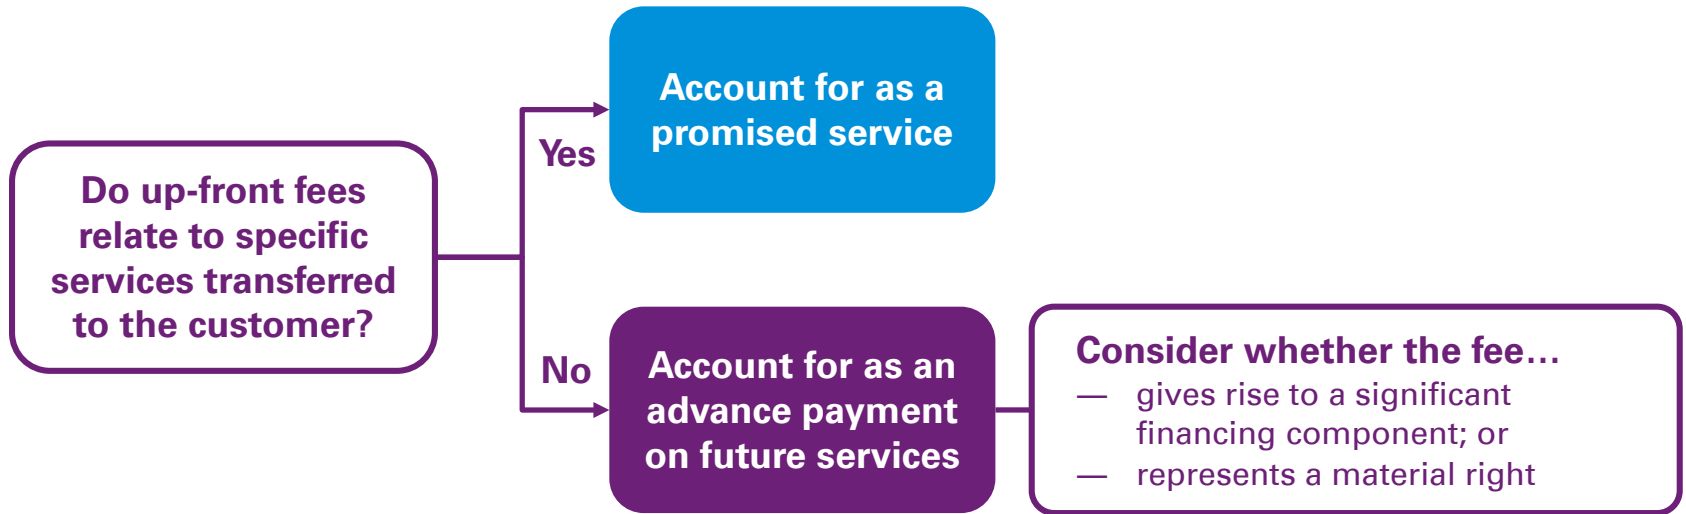 Do up-front fees
relate to specific
services transferred
to the customer?
Yes
Account for as a
promised service
No
Account for as an
advance payment
on future services
Consider whether the fee…
— gives rise to a significant
financing component; or
— represents a material right